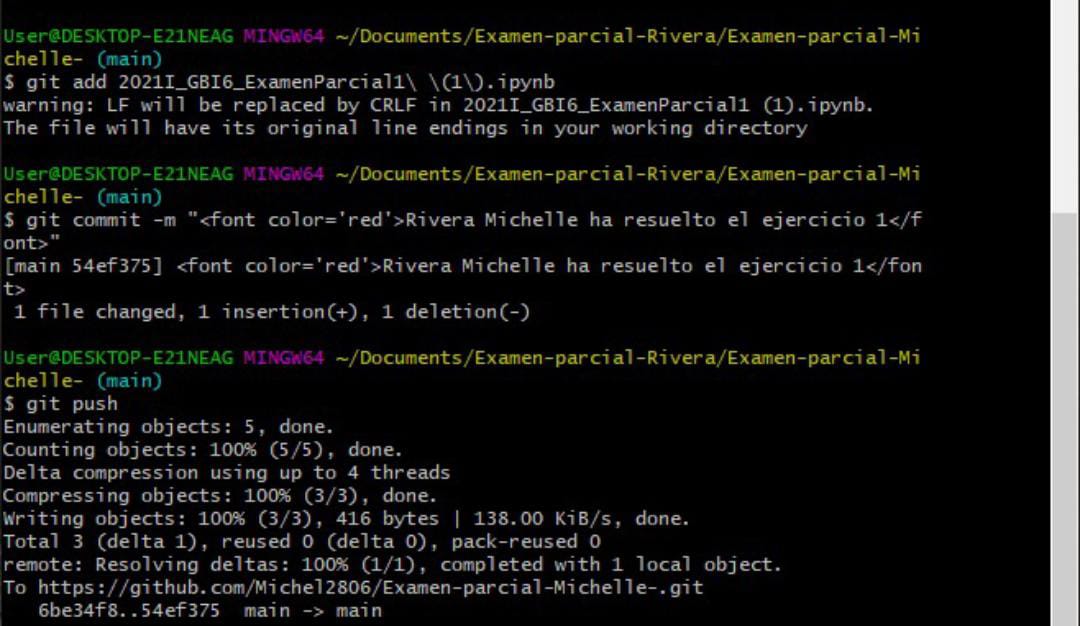 User@DESKTOP-E21NEAG MINGW64 ~/Documents/Examen-parcial-Rivera/Examen-parcial-Mi
chelle- (main)
$ git add 2021I_GBI6_ExamenParcial1\ \(1\).ipynb
warning: LF will be replaced by CRLF in 2021I_GBI6_ExamenParcial1 (1).ipynb.
The file will have its original line endings in your working directory
User@DESKTOP-E21NEAG MINGW64 ~/Documents/Examen-parcial-Rivera/Examen-parcial-Mi
chelle- (main)
$ git commit -m "<font color='red'>Rivera Michelle ha resuelto el ejercicio 1</f
ont>"
[main 54ef375] <font color='red'>Rivera Michelle ha resuelto el ejercicio 1</fon
t>
 1 file changed, 1 insertion(+), 1 deletion(-)
User@DESKTOP-E21NEAG MINGW64 ~/Documents/Examen-parcial-Rivera/Examen-parcial-Mi
chelle- (main)
$ git push
Enumerating objects: 5, done.
Counting objects: 100% (5/5), done.
Delta compression using up to 4 threads
Compressing objects: 100% (3/3), done.
Writing objects: 100% (3/3), 416 bytes | 138.00 KiB/s, done.
Total 3 (delta 1), reused 0 (delta 0), pack-reused 0
remote: Resolving deltas: 100% (1/1), completed with 1 local object.
To https://github.com/Michel2806/Examen-parcial-Michelle-.git
   6be34f8..54ef375  main -> main